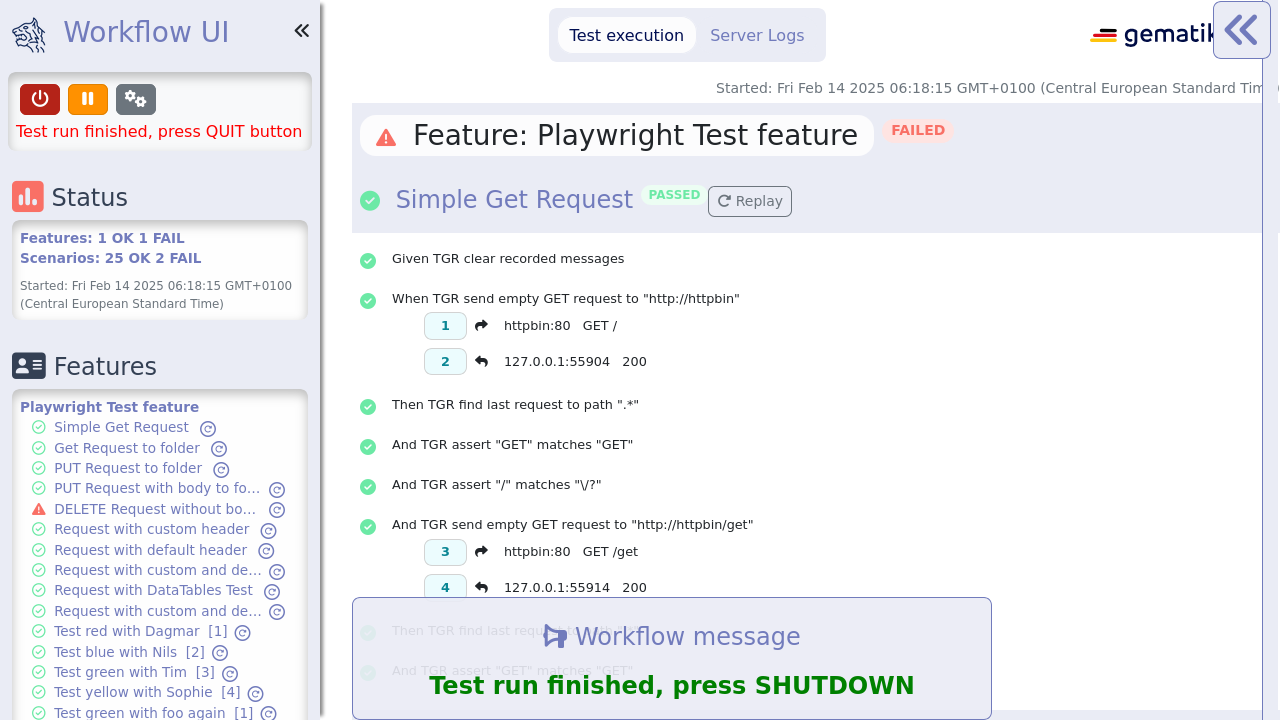 Workflow UI
Test run finished, press QUIT button
Status
Features: 1 OK 1 FAIL
Scenarios: 25 OK 2 FAIL
Started: Fri Feb 14 2025 06:18:15 GMT+0100
(Central European Standard Time)
Features
Playwright Test feature
Simple Get Request
Get Request to folder
PUT Request to folder
PUT Request with body to fo...
DELETE Request without bo...
Request with custom header
Request with default header
Request with custom and de...
Request with DataTables Test
Request with custom and de...
Test red with Dagmar [1]
Test blue with Nils [2]
Test green with Tim [3]
Test yellow with Sophie [4]
Test green with foo again [1]
Test execution
Server Logs
gematik
Started: Fri Feb 14 2025 06:18:15 GMT+0100 (Central European Standard Tim
Feature: Playwright Test feature
FAILED
Simple Get Request
PASSED
Replay
Given TGR clear recorded messages
When TGR send empty GET request to "http://httpbin"
1 httpbin:80 GET /
2 127.0.0.1:55904 200
Then TGR find last request to path ".*"
And TGR assert "GET" matches "GET"
And TGR assert "/" matches "\/?"
And TGR send empty GET request to "http://httpbin/get"
3 httpbin:80 GET /get
4 127.0.0.1:55914 200
Then TGR find last request to path
And TGR assert "GET" matches "GET"
Workflow message
Test run finished, press SHUTDOWN